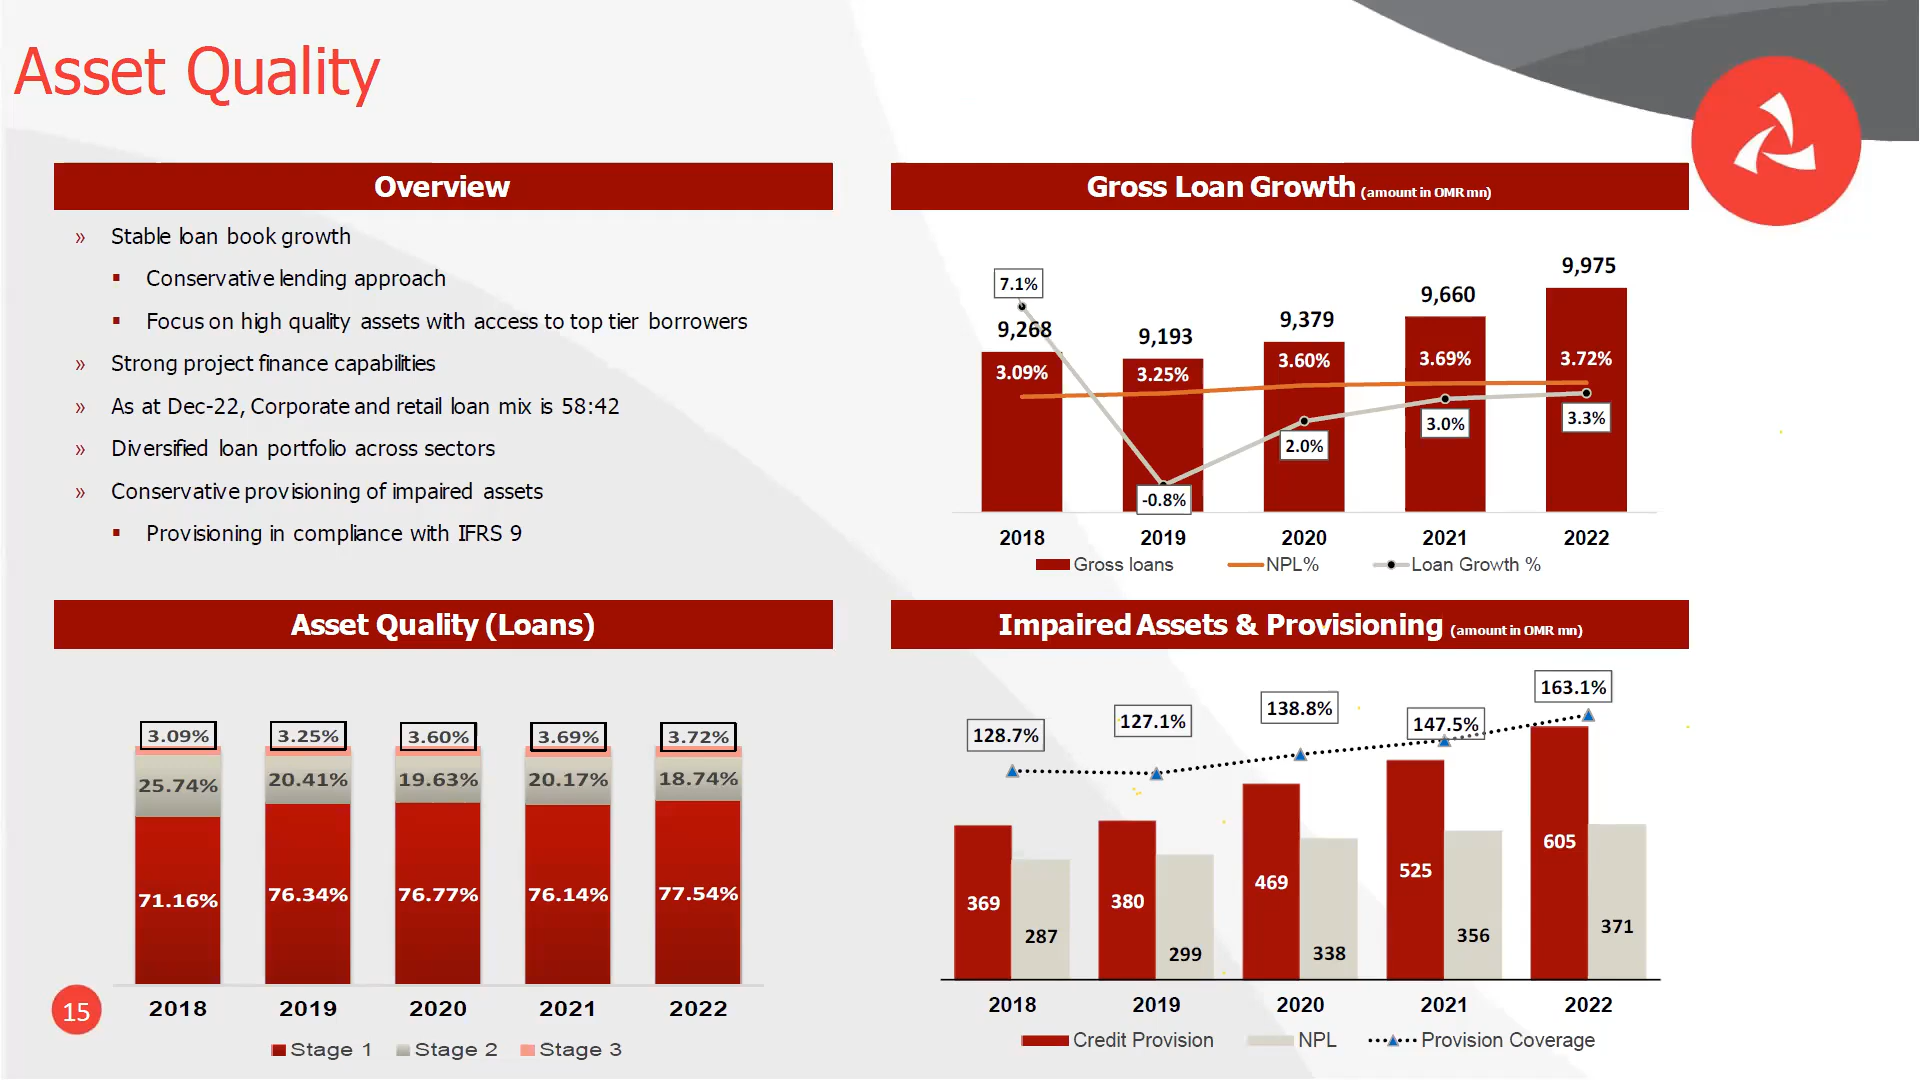 Asset Quality
Overview
» Stable loan book growth
▪ Conservative lending approach
▪ Focus on high quality assets with access to top tier borrowers
» Strong project finance capabilities
» As at Dec-22, Corporate and retail loan mix is 58:42
» Diversified loan portfolio across sectors
» Conservative provisioning of impaired assets
▪ Provisioning in compliance with IFRS 9
Gross Loan Growth (amount in OMR mn)
7.1%
9,268 9,193 9,379 9,660 9,975
3.09% 3.25% 3.60% 3.69% 3.72%
-0.8% 2.0% 3.0% 3.3%
2018 2019 2020 2021 2022
Gross loans NPL% Loan Growth %
Asset Quality (Loans)
3.09% 3.25% 3.60% 3.69% 3.72%
25.74% 20.41% 19.63% 20.17% 18.74%
71.16% 76.34% 76.77% 76.14% 77.54%
2018 2019 2020 2021 2022
Stage 1 Stage 2 Stage 3
Impaired Assets & Provisioning (amount in OMR mn)
128.7% 127.1% 138.8% 147.5% 163.1%
369 380 469 525 605
287 299 338 356 371
2018 2019 2020 2021 2022
Credit Provision NPL Provision Coverage
15